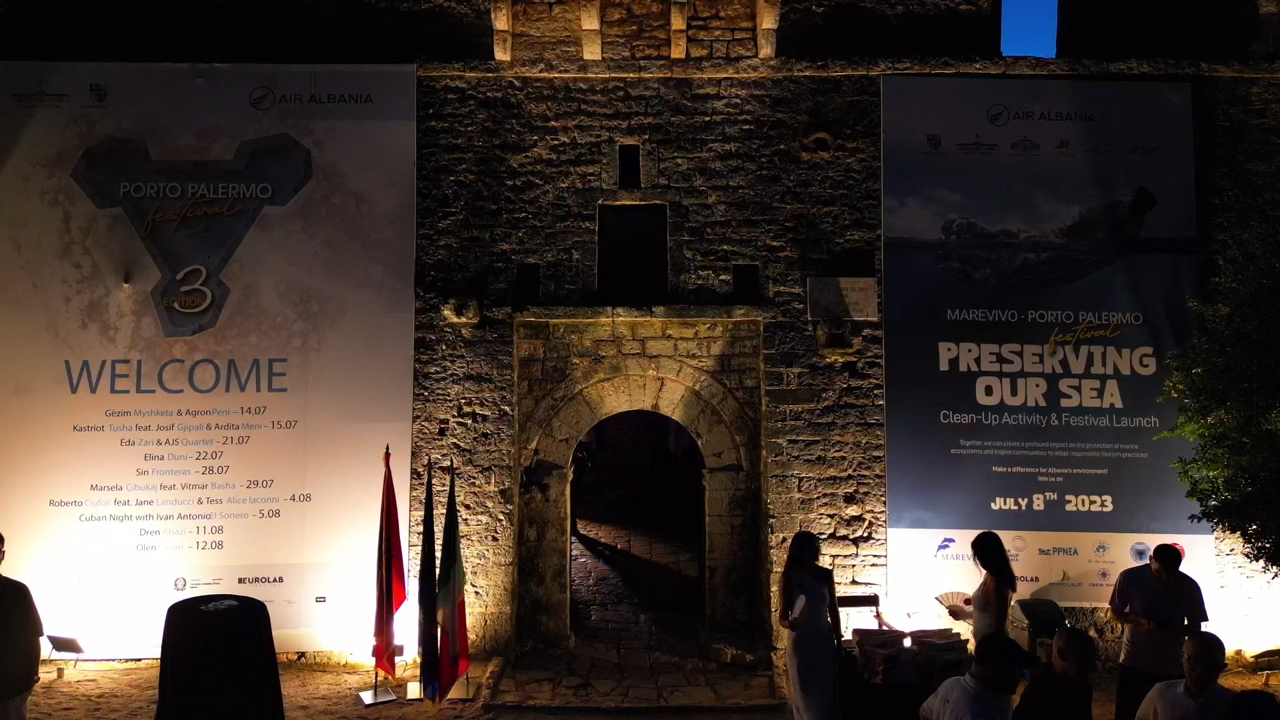 AIR ALBANIA
PORTO PALERMO
festival
3
EDITION
WELCOME
Gëzim Myshketa & Agron Peni – 14.07
Kastriot Tusha feat. Josif Gjipali & Ardita Meni – 15.07
Eda Zari & AJS Quartet – 21.07
Elina Duni – 22.07
Sin Fronteras – 28.07
Marsela Çibukaj feat. Vitmar Basha – 29.07
Roberto Ciufoli feat. Jane Landucci & Tess Alice Iaconni – 4.08
Cuban Night with Ivan Antonio El Sonero – 5.08
Dren Abazi – 11.08
Olen – 12.08
EUROLAB
AIR ALBANIA
MAREVIVO - PORTO PALERMO
festival
PRESERVING
OUR SEA
Clean-Up Activity & Festival Launch
Together we can create a profound impact on the protection of marine
ecosystems and inspire communities to adopt responsible tourism practices!
Make a difference for Albania's environment!
Join us on
JULY 8TH 2023
PPNEA